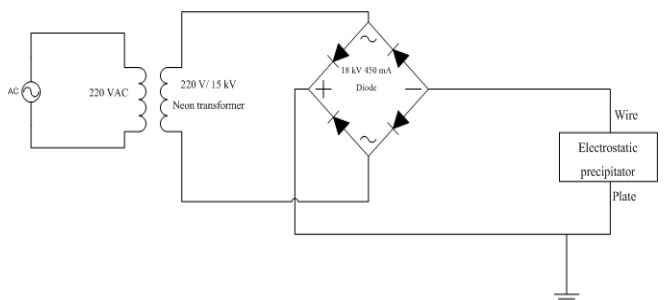 AC
220 VAC
220 V/ 15 kV
Neon transformer
18 kV 450 mA
Diode
+
−
Wire
Electrostatic
precipitator
Plate